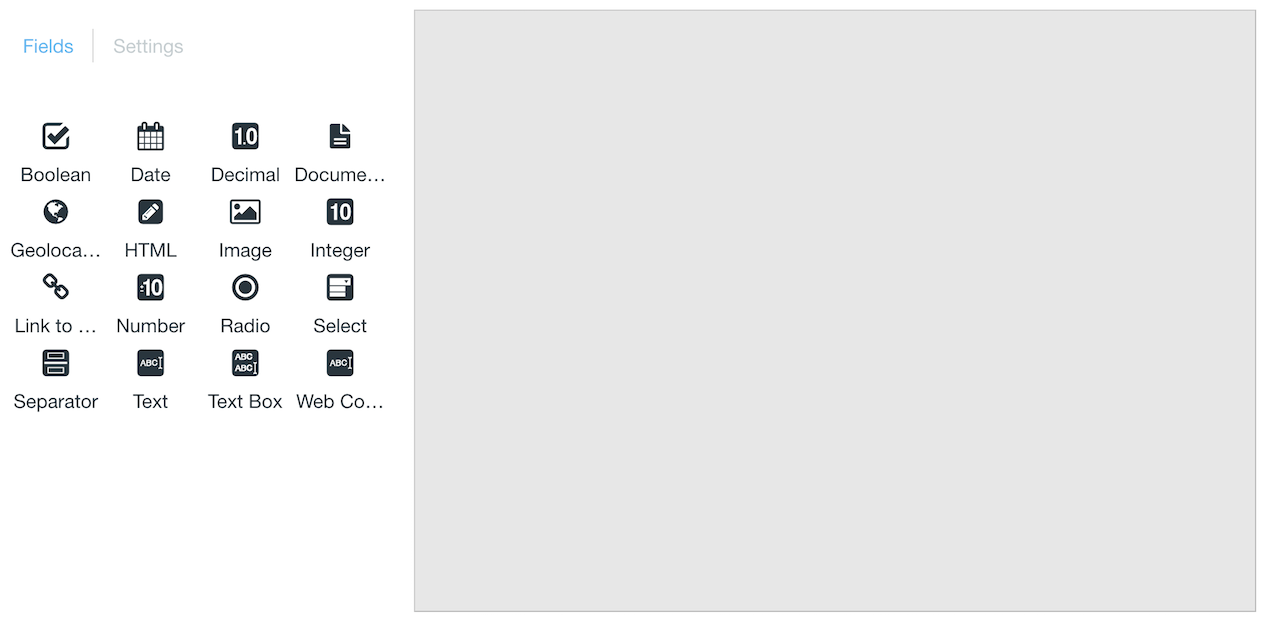 Fields Settings
1.0
Boolean Date Decimal Docume...
10
Geoloca... HTML Image Integer
-10
Link to ... Number Radio Select
ABC ABC ABC
ABC
Separator Text Text Box Web Co...